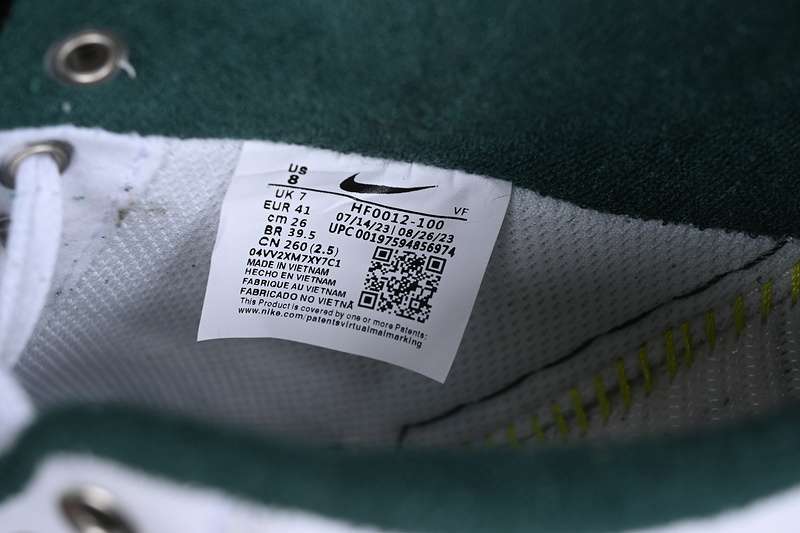 US
8
UK 7
EUR 41
cm 26
BR 39.5
CN 260 (2.5)
04VV2XM7XY7C1
MADE IN VIETNAM
HECHO EN VIETNAM
FABRIQUE AU VIETNAM
FABRICADO NO VIETNÃ
This Product is covered by one or more Patents:
www.nike.com/patentsvirtualmalmarking
VF
HF0012-100
07/14/23 | 08/26/23
UPC 00197594856974